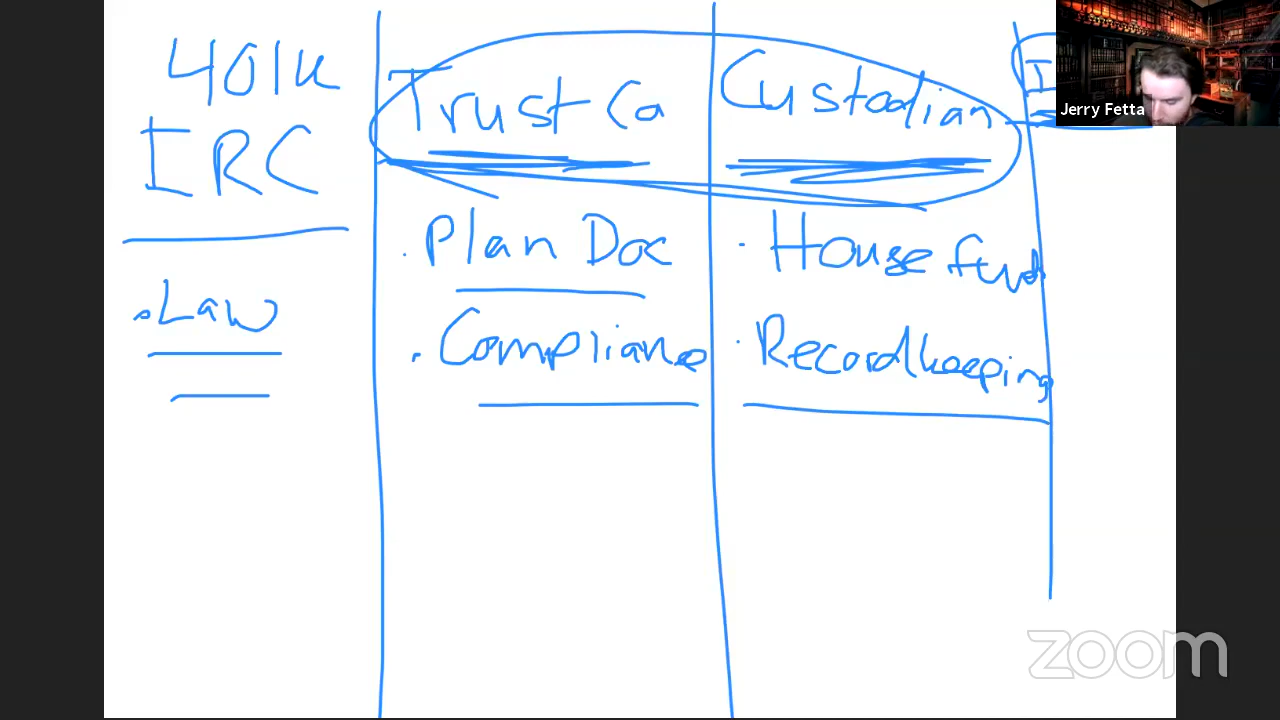 401k
IRC
. Law
Trust Co
. Plan Doc
. Compliance
Custodian
. House fund
. Recordkeeping
I
Jerry Fetta
zoom